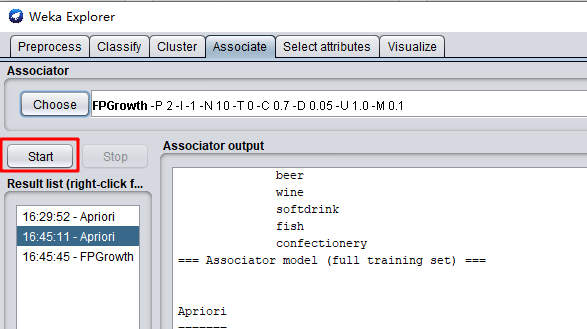 Weka Explorer
Preprocess Classify Cluster Associate Select attributes Visualize
Associator
Choose FPGrowth -P 2 -I -1 -N 10 -T 0 -C 0.7 -D 0.05 -U 1.0 -M 0.1
Start Stop
Associator output
Result list (right-click f...
16:29:52 - Apriori
16:45:11 - Apriori
16:45:45 - FPGrowth
beer
wine
softdrink
fish
confectionery
=== Associator model (full training set) ===
Apriori
=======